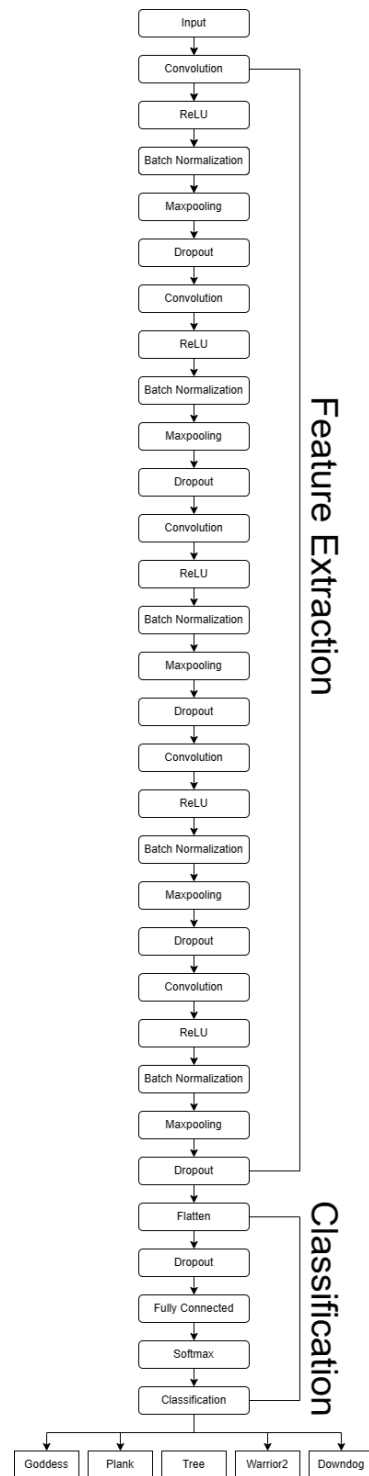 Input
Convolution
ReLU
Batch Normalization
Maxpooling
Dropout
Convolution
ReLU
Batch Normalization
Maxpooling
Dropout
Convolution
ReLU
Batch Normalization
Maxpooling
Dropout
Convolution
ReLU
Batch Normalization
Maxpooling
Dropout
Convolution
ReLU
Batch Normalization
Maxpooling
Dropout
Feature Extraction
Flatten
Dropout
Fully Connected
Softmax
Classification
Classification
Goddess
Plank
Tree
Warrior2
Downdog